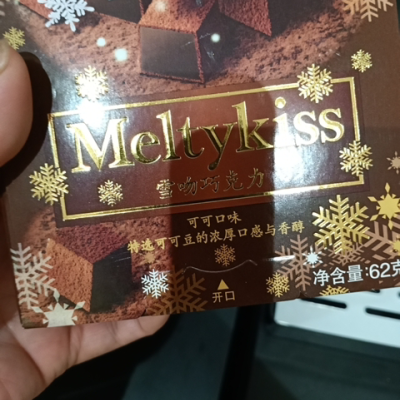 Meltykiss
雪吻巧克力
可可口味
特选可可豆的浓厚口感与香醇
净含量:62克
开口